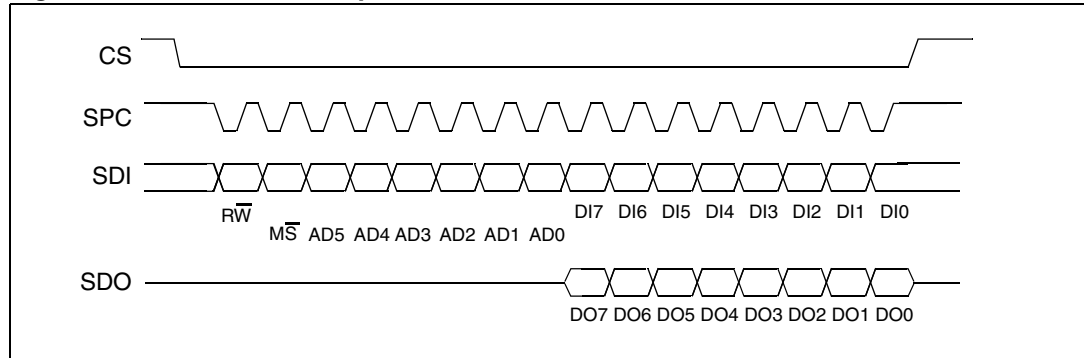 CS
SPC
SDI
RW̅ DI7 DI6 DI5 DI4 DI3 DI2 DI1 DI0
MS̅ AD5 AD4 AD3 AD2 AD1 AD0
SDO
DO7 DO6 DO5 DO4 DO3 DO2 DO1 DO0